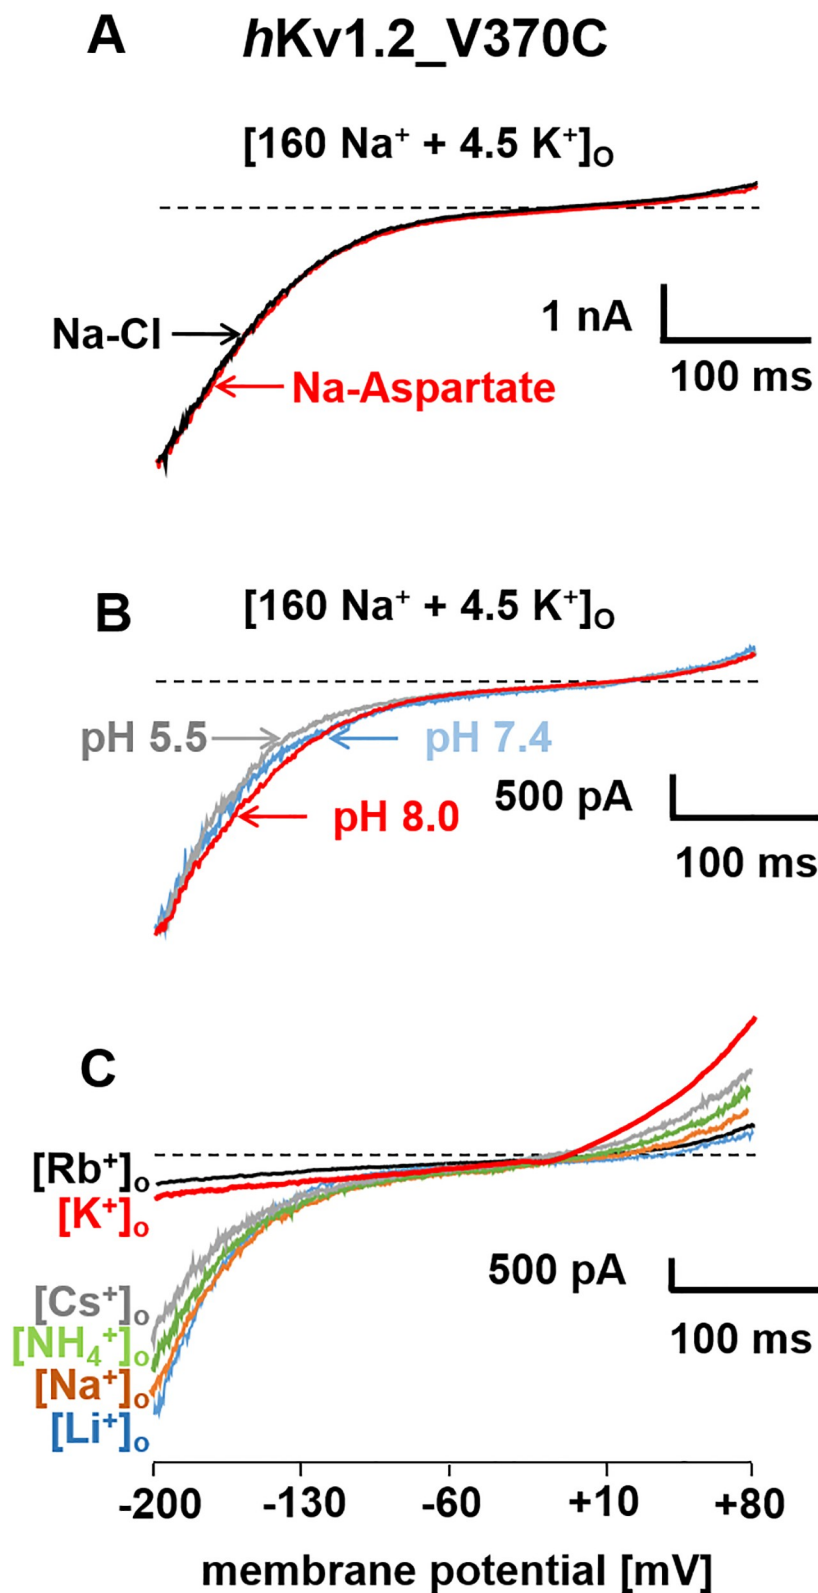 A hKv1.2_V370C
[160 Na⁺ + 4.5 K⁺]O
Na-Cl
1 nA
100 ms
Na-Aspartate
B [160 Na⁺ + 4.5 K⁺]O
pH 5.5
pH 7.4
500 pA
pH 8.0
100 ms
C
[Rb⁺]o
[K⁺]o
500 pA
[Cs⁺]o
100 ms
[NH₄⁺]o
[Na⁺]o
[Li⁺]o
-200 -130 -60 +10 +80
membrane potential [mV]